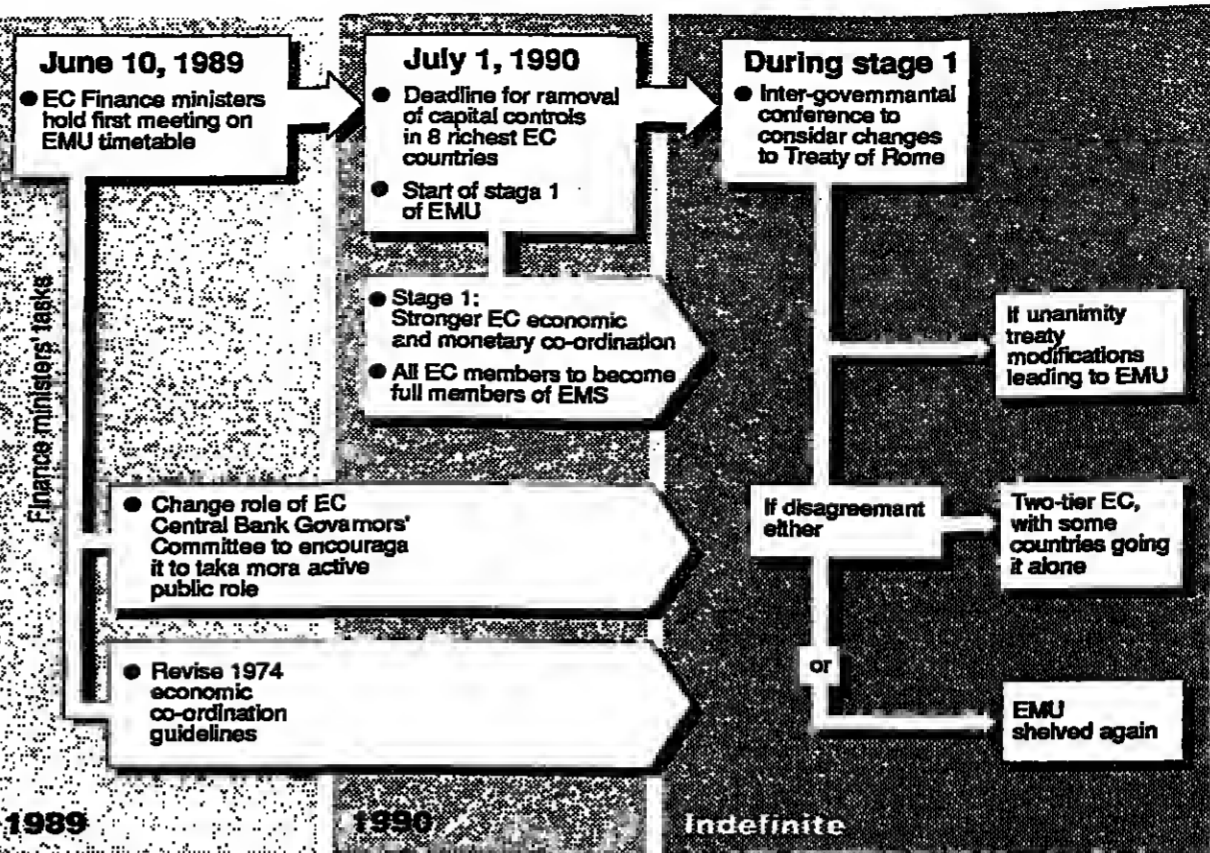 June 10, 1989
● EC Finance ministers
hold first meeting on
EMU timetable
July 1, 1990
● Deadline for ramoval
of capital controls
in 8 richest EC
countries
● Start of staga 1
of EMU
During stage 1
● Inter-govemmantal
conference to
considar changes
to Treaty of Rome
Finance ministers' tasks
● Stage 1:
Stronger EC economic
and monetary co-ordination
● All EC members to become
full members of EMS
If unanimity
treaty
modifications
leading to EMU
● Change role of EC
Central Bank Govamors'
Committee to encouraga
it to taka mora active
public role
If disagreemant
either
Two-tier EC,
with some
countries going
it alone
● Revise 1974
economic
co-ordination
guidelines
or
EMU
shelved again
1989
1990
Indefinite